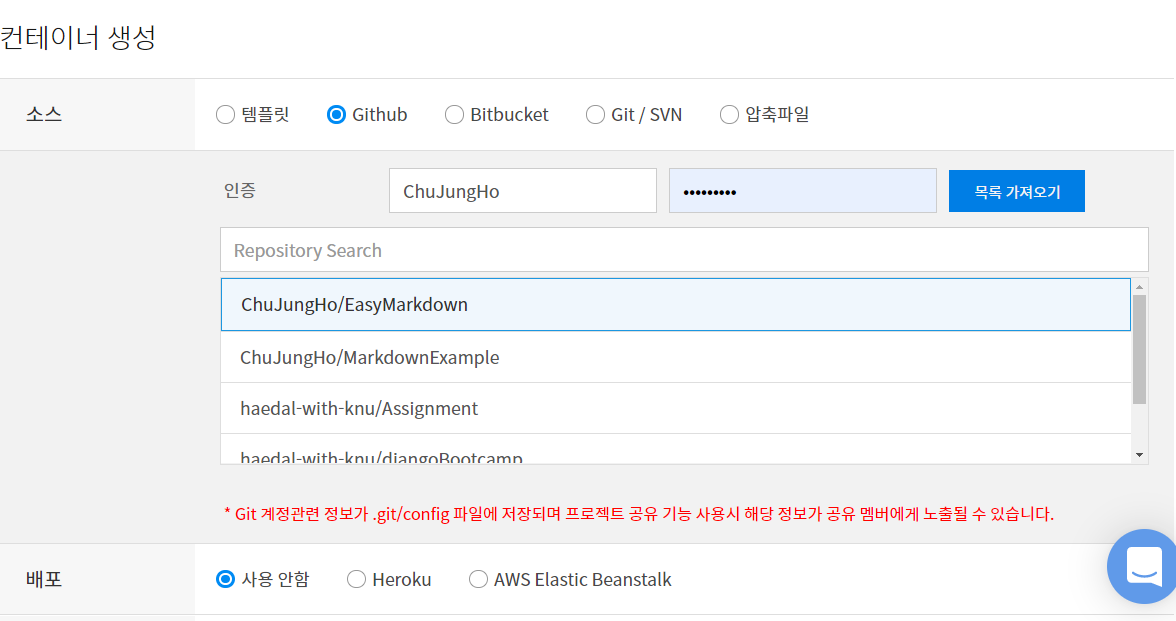 컨테이너 생성
소스
템플릿 Github Bitbucket Git / SVN 압축파일
인증 ChuJungHo ••••••••• 목록 가져오기
Repository Search
ChuJungHo/EasyMarkdown
ChuJungHo/MarkdownExample
haedal-with-knu/Assignment
haedal-with-knu/djangoBootcamp
* Git 계정관련 정보가 .git/config 파일에 저장되며 프로젝트 공유 기능 사용시 해당 정보가 공유 멤버에게 노출될 수 있습니다.
배포
사용 안함 Heroku AWS Elastic Beanstalk